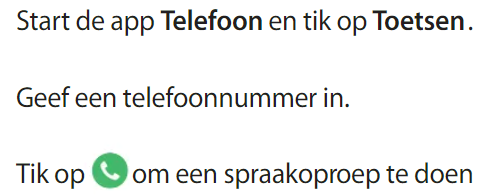 Start de app Telefoon en tik op Toetsen.
Geef een telefoonnummer in.
Tik op om een spraakoproep te doen